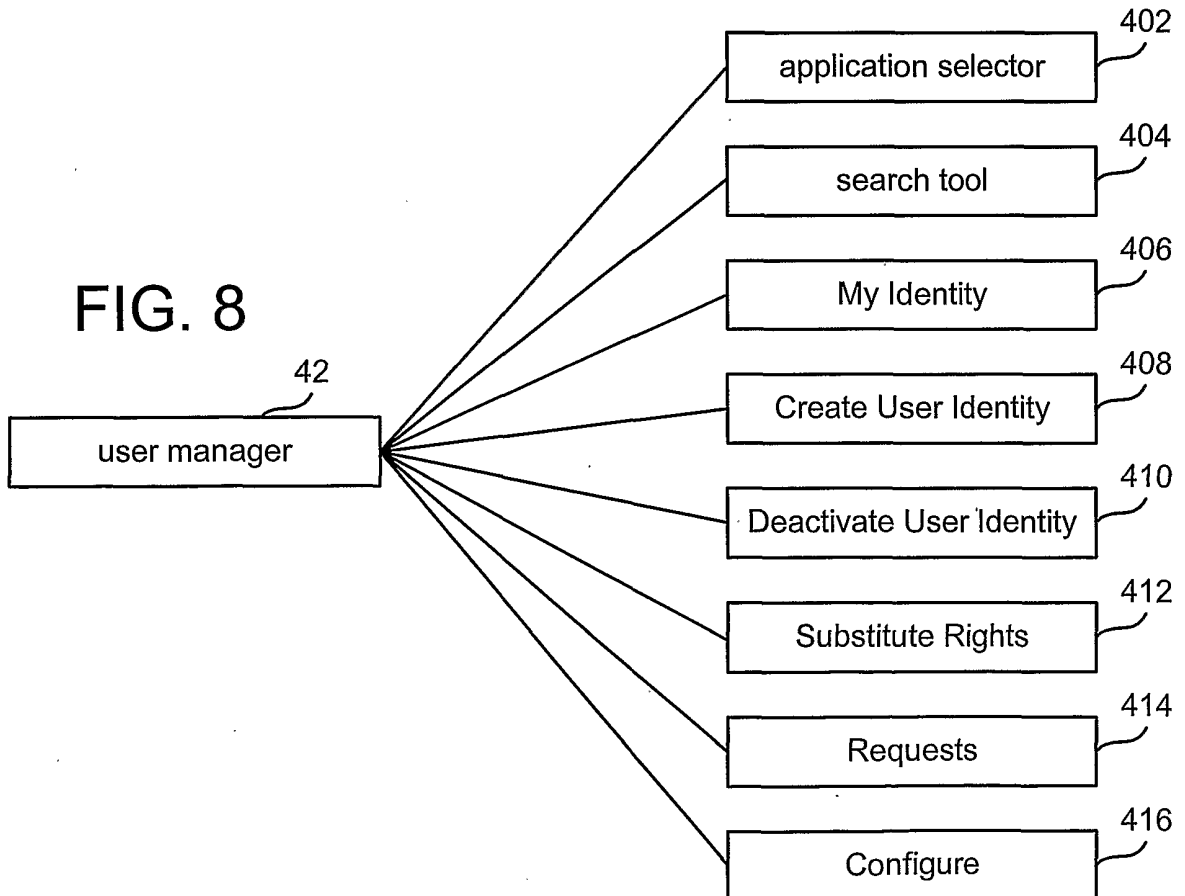 402
application selector
404
search tool
406
My Identity
FIG. 8
408
Create User Identity
42
user manager
410
Deactivate User Identity
412
Substitute Rights
414
Requests
416
Configure